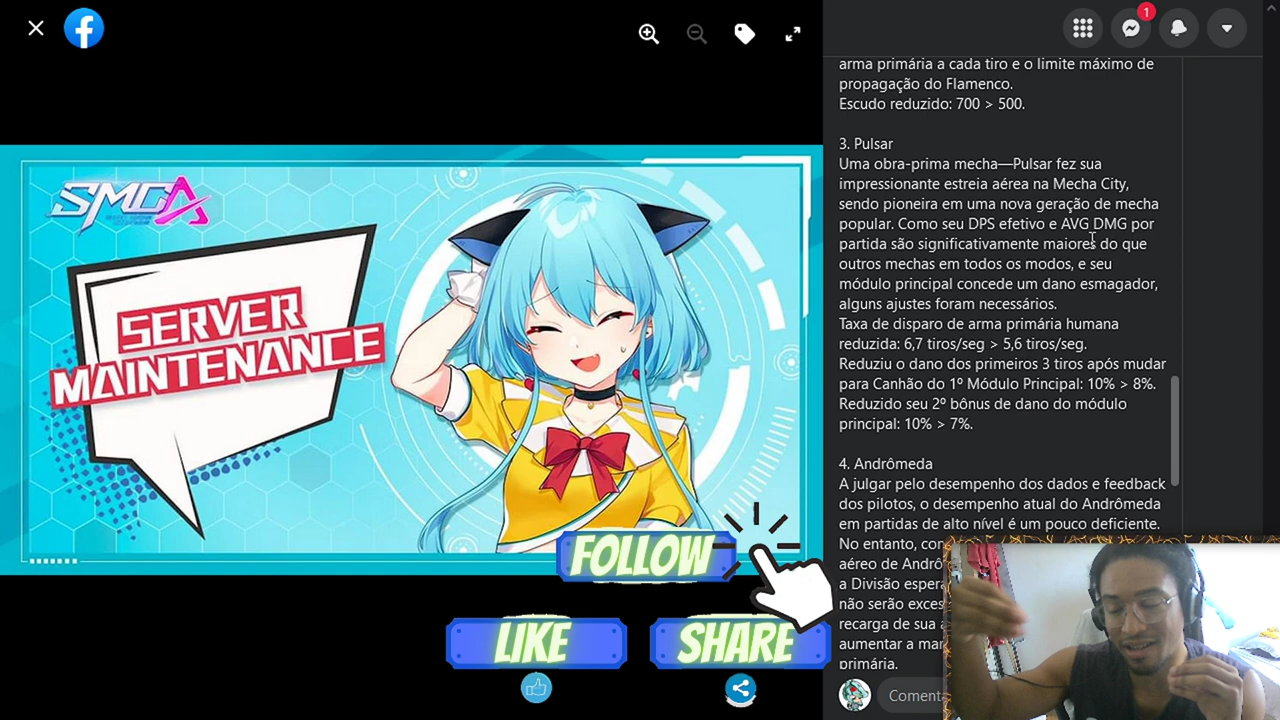 1
SMC
SERVER
MAINTENANCE
FOLLOW
LIKE
SHARE
arma primária a cada tiro e o limite máximo de
propagação do Flamenco.
Escudo reduzido: 700 > 500.
3. Pulsar
Uma obra-prima mecha—Pulsar fez sua
impressionante estreia aérea na Mecha City,
sendo pioneira em uma nova geração de mecha
popular. Como seu DPS efetivo e AVG DMG por
partida são significativamente maiores do que
outros mechas em todos os modos, e seu
módulo principal concede um dano esmagador,
alguns ajustes foram necessários.
Taxa de disparo de arma primária humana
reduzida: 6,7 tiros/seg > 5,6 tiros/seg.
Reduziu o dano dos primeiros 3 tiros após mudar
para Canhão do 1º Módulo Principal: 10% > 8%.
Reduzido seu 2º bônus de dano do módulo
principal: 10% > 7%.
4. Andrômeda
A julgar pelo desempenho dos dados e feedback
dos pilotos, o desempenho atual do Andrômeda
em partidas de alto nível é um pouco deficiente.
No entanto, con
aéreo de Andrô
a Divisão espera
não serão exces
recarga de sua a
aumentar a mar
primária.
Comenta